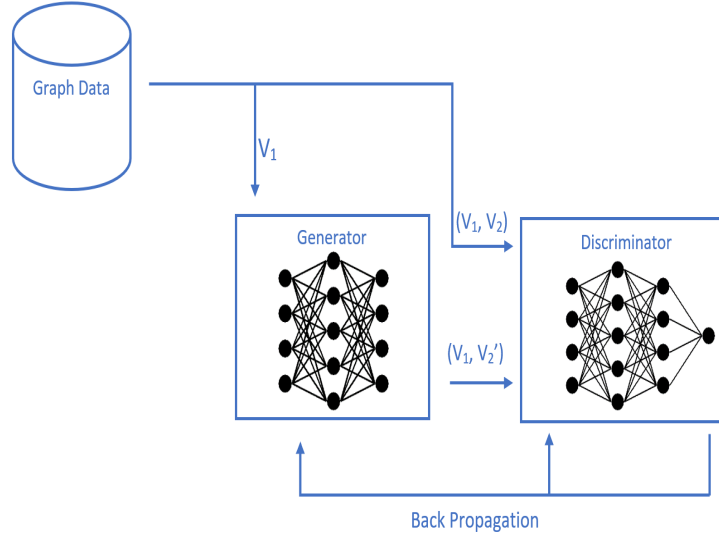 Graph Data
V₁
(V₁, V₂)
Generator
Discriminator
(V₁, V₂′)
Back Propagation